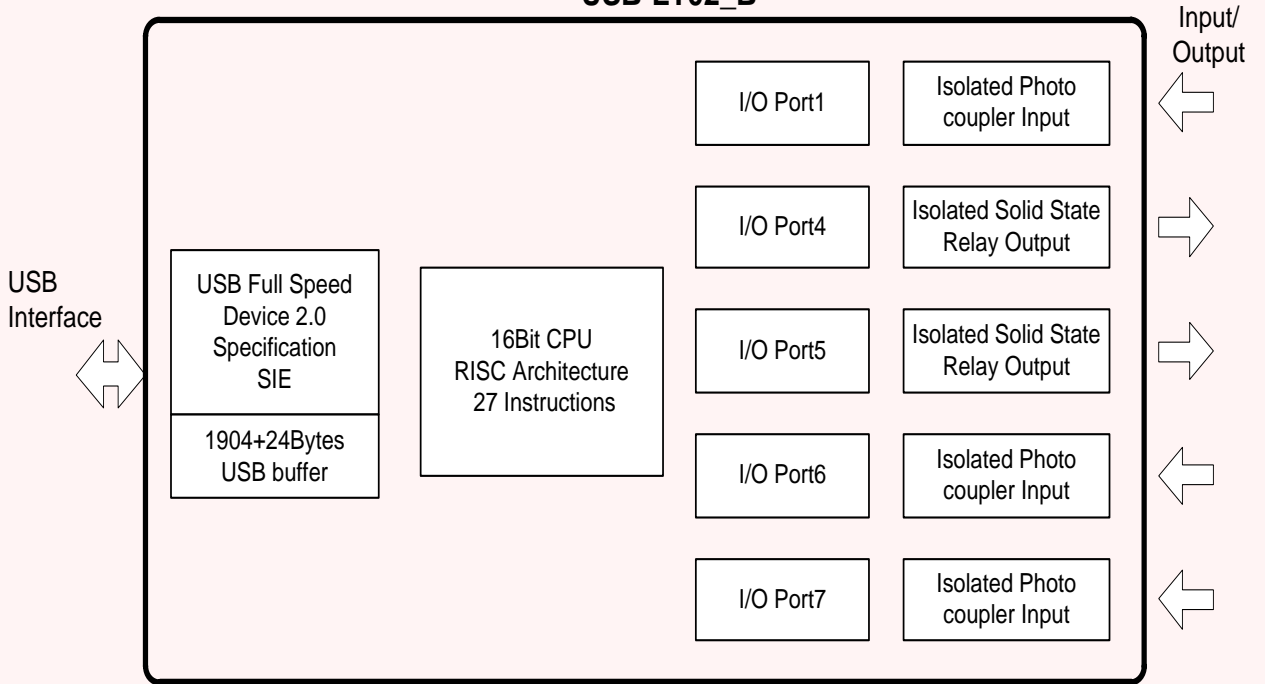 Input/
Output
I/O Port1
Isolated Photo
coupler Input
I/O Port4
Isolated Solid State
Relay Output
USB
Interface
USB Full Speed
Device 2.0
Specification
SIE
1904+24Bytes
USB buffer
16Bit CPU
RISC Architecture
27 Instructions
I/O Port5
Isolated Solid State
Relay Output
I/O Port6
Isolated Photo
coupler Input
I/O Port7
Isolated Photo
coupler Input